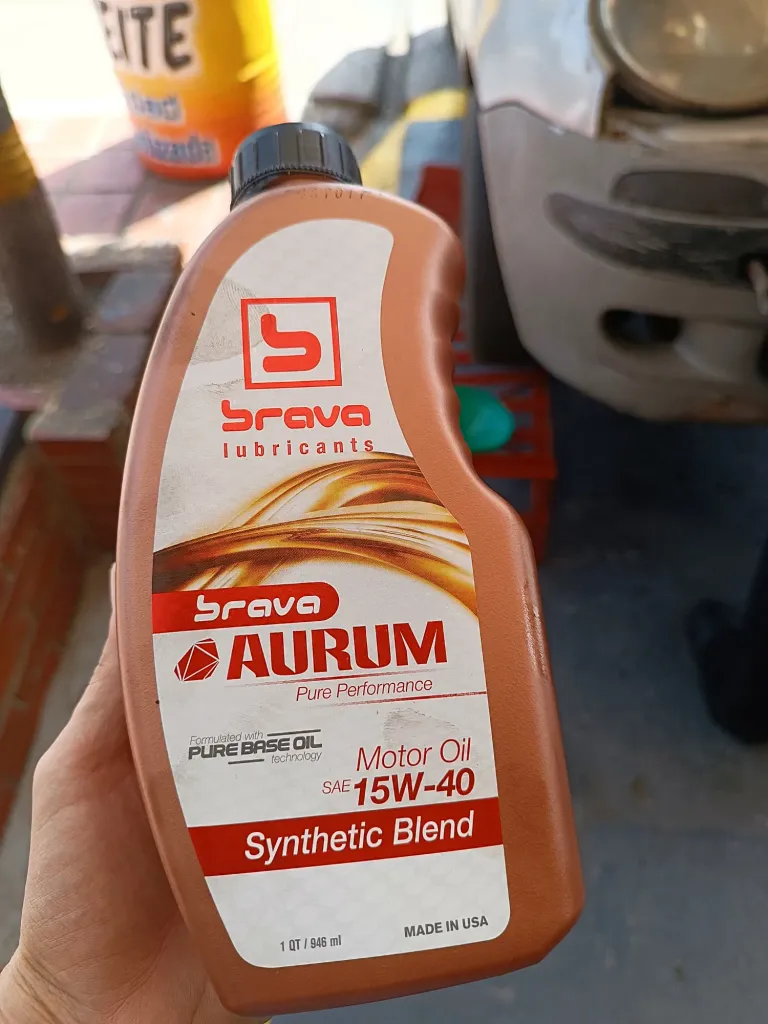 EITE
b
brava
lubricants
brava
AURUM
Pure Performance
Formulated with
PURE BASE OIL
technology
Motor Oil
SAE 15W-40
Synthetic Blend
1 QT / 946 ml
MADE IN USA